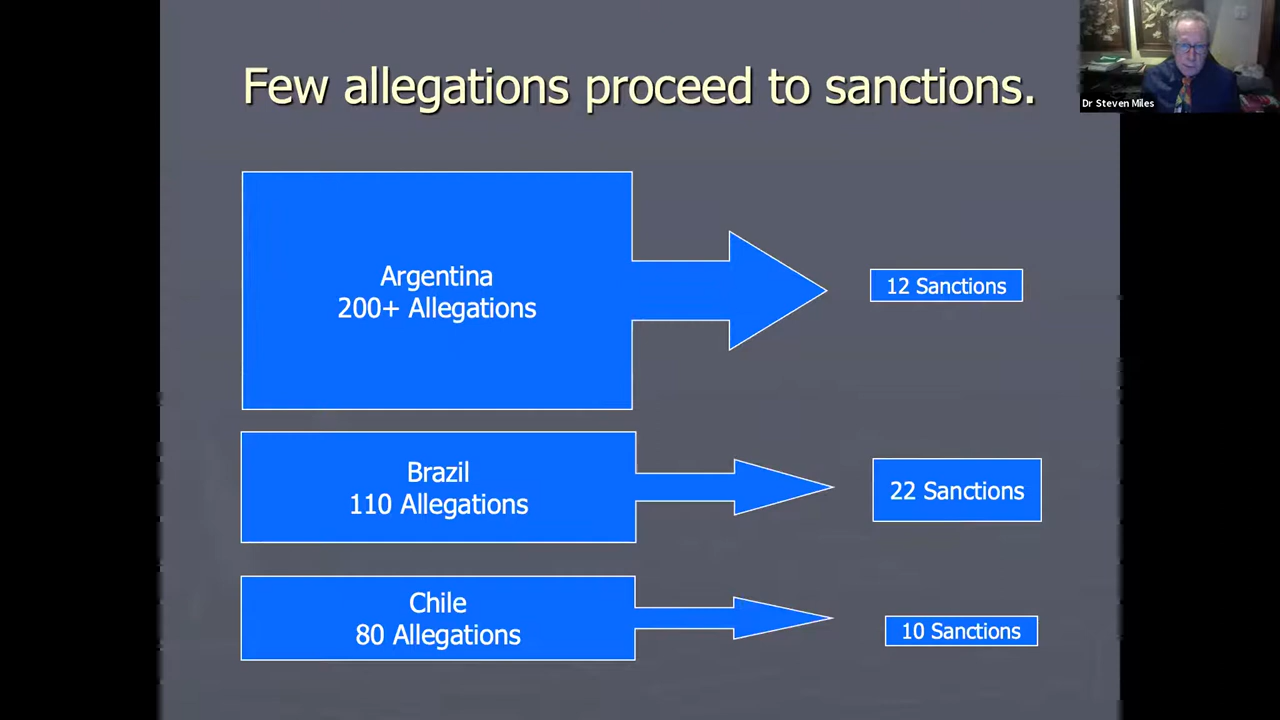 Few allegations proceed to sanctions.
Dr Steven Miles
Argentina
200+ Allegations
12 Sanctions
Brazil
110 Allegations
22 Sanctions
Chile
80 Allegations
10 Sanctions